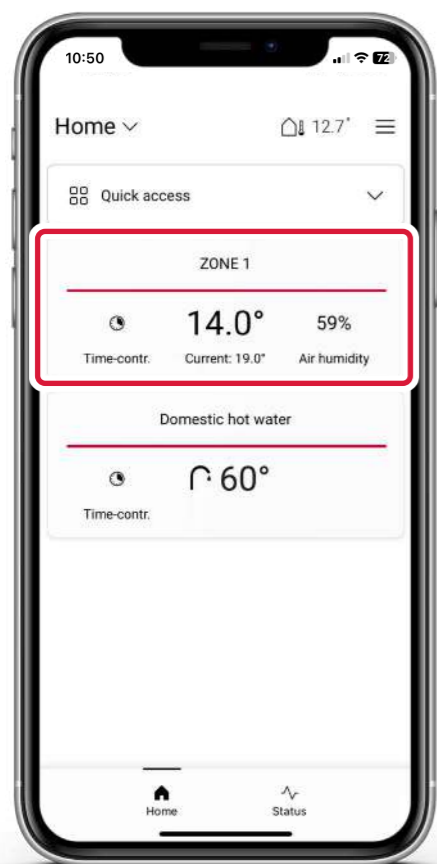 10:50
72
Home
12.7°
Quick access
ZONE 1
14.0°
59%
Time-contr.
Current: 19.0°
Air humidity
Domestic hot water
60°
Time-contr.
Home
Status